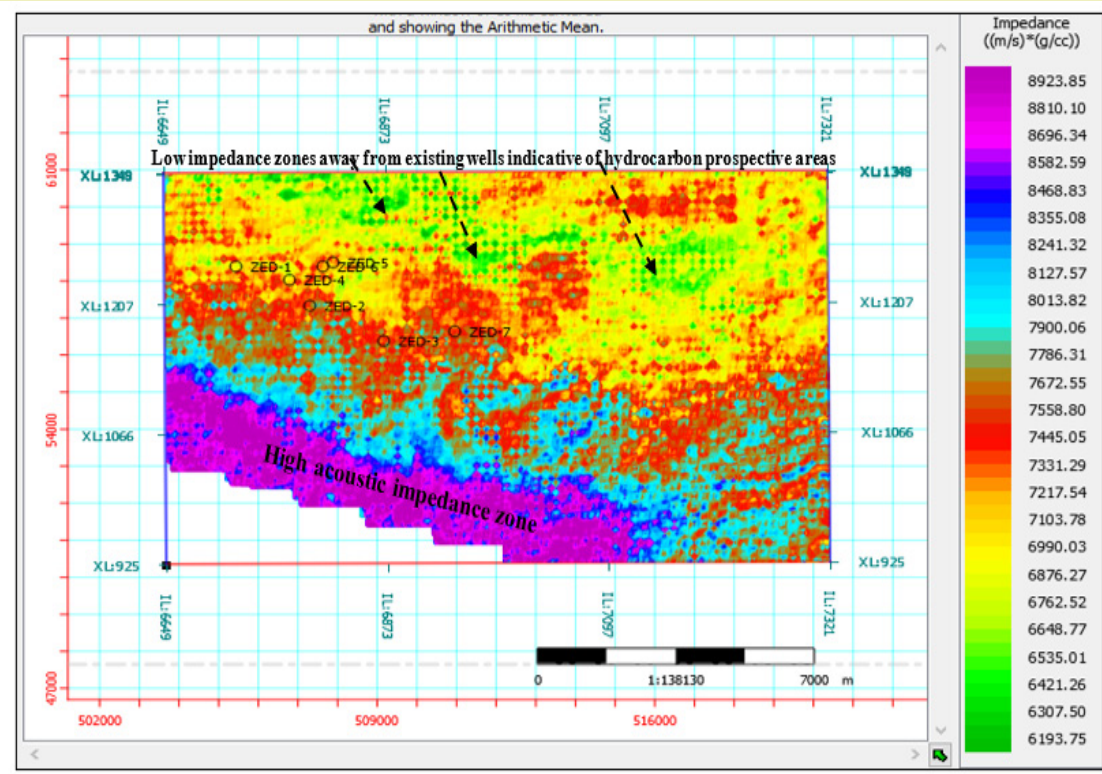 and showing the Arithmetic Mean.
Impedance
((m/s)*(g/cc))
8923.85
8810.10
8696.34
8582.59
8468.83
8355.08
8241.32
8127.57
8013.82
7900.06
7786.31
7672.55
7558.80
7445.05
7331.29
7217.54
7103.78
6990.03
6876.27
6762.52
6648.77
6535.01
6421.26
6307.50
6193.75
IL:6649
IL:6873
IL:7097
IL:7321
Low impedance zones away from existing wells indicative of hydrocarbon prospective areas
61000
XL:1349
XL:1349
ZED-1
ZED-5
ZED-6
ZED-4
XL:1207
ZED-2
XL:1207
ZED-3
ZED-7
54000
XL:1066
XL:1066
High acoustic impedance zone
XL:925
XL:925
IL:6649
IL:6873
IL:7097
IL:7321
47000
0
1:138130
7000 m
502000
509000
516000